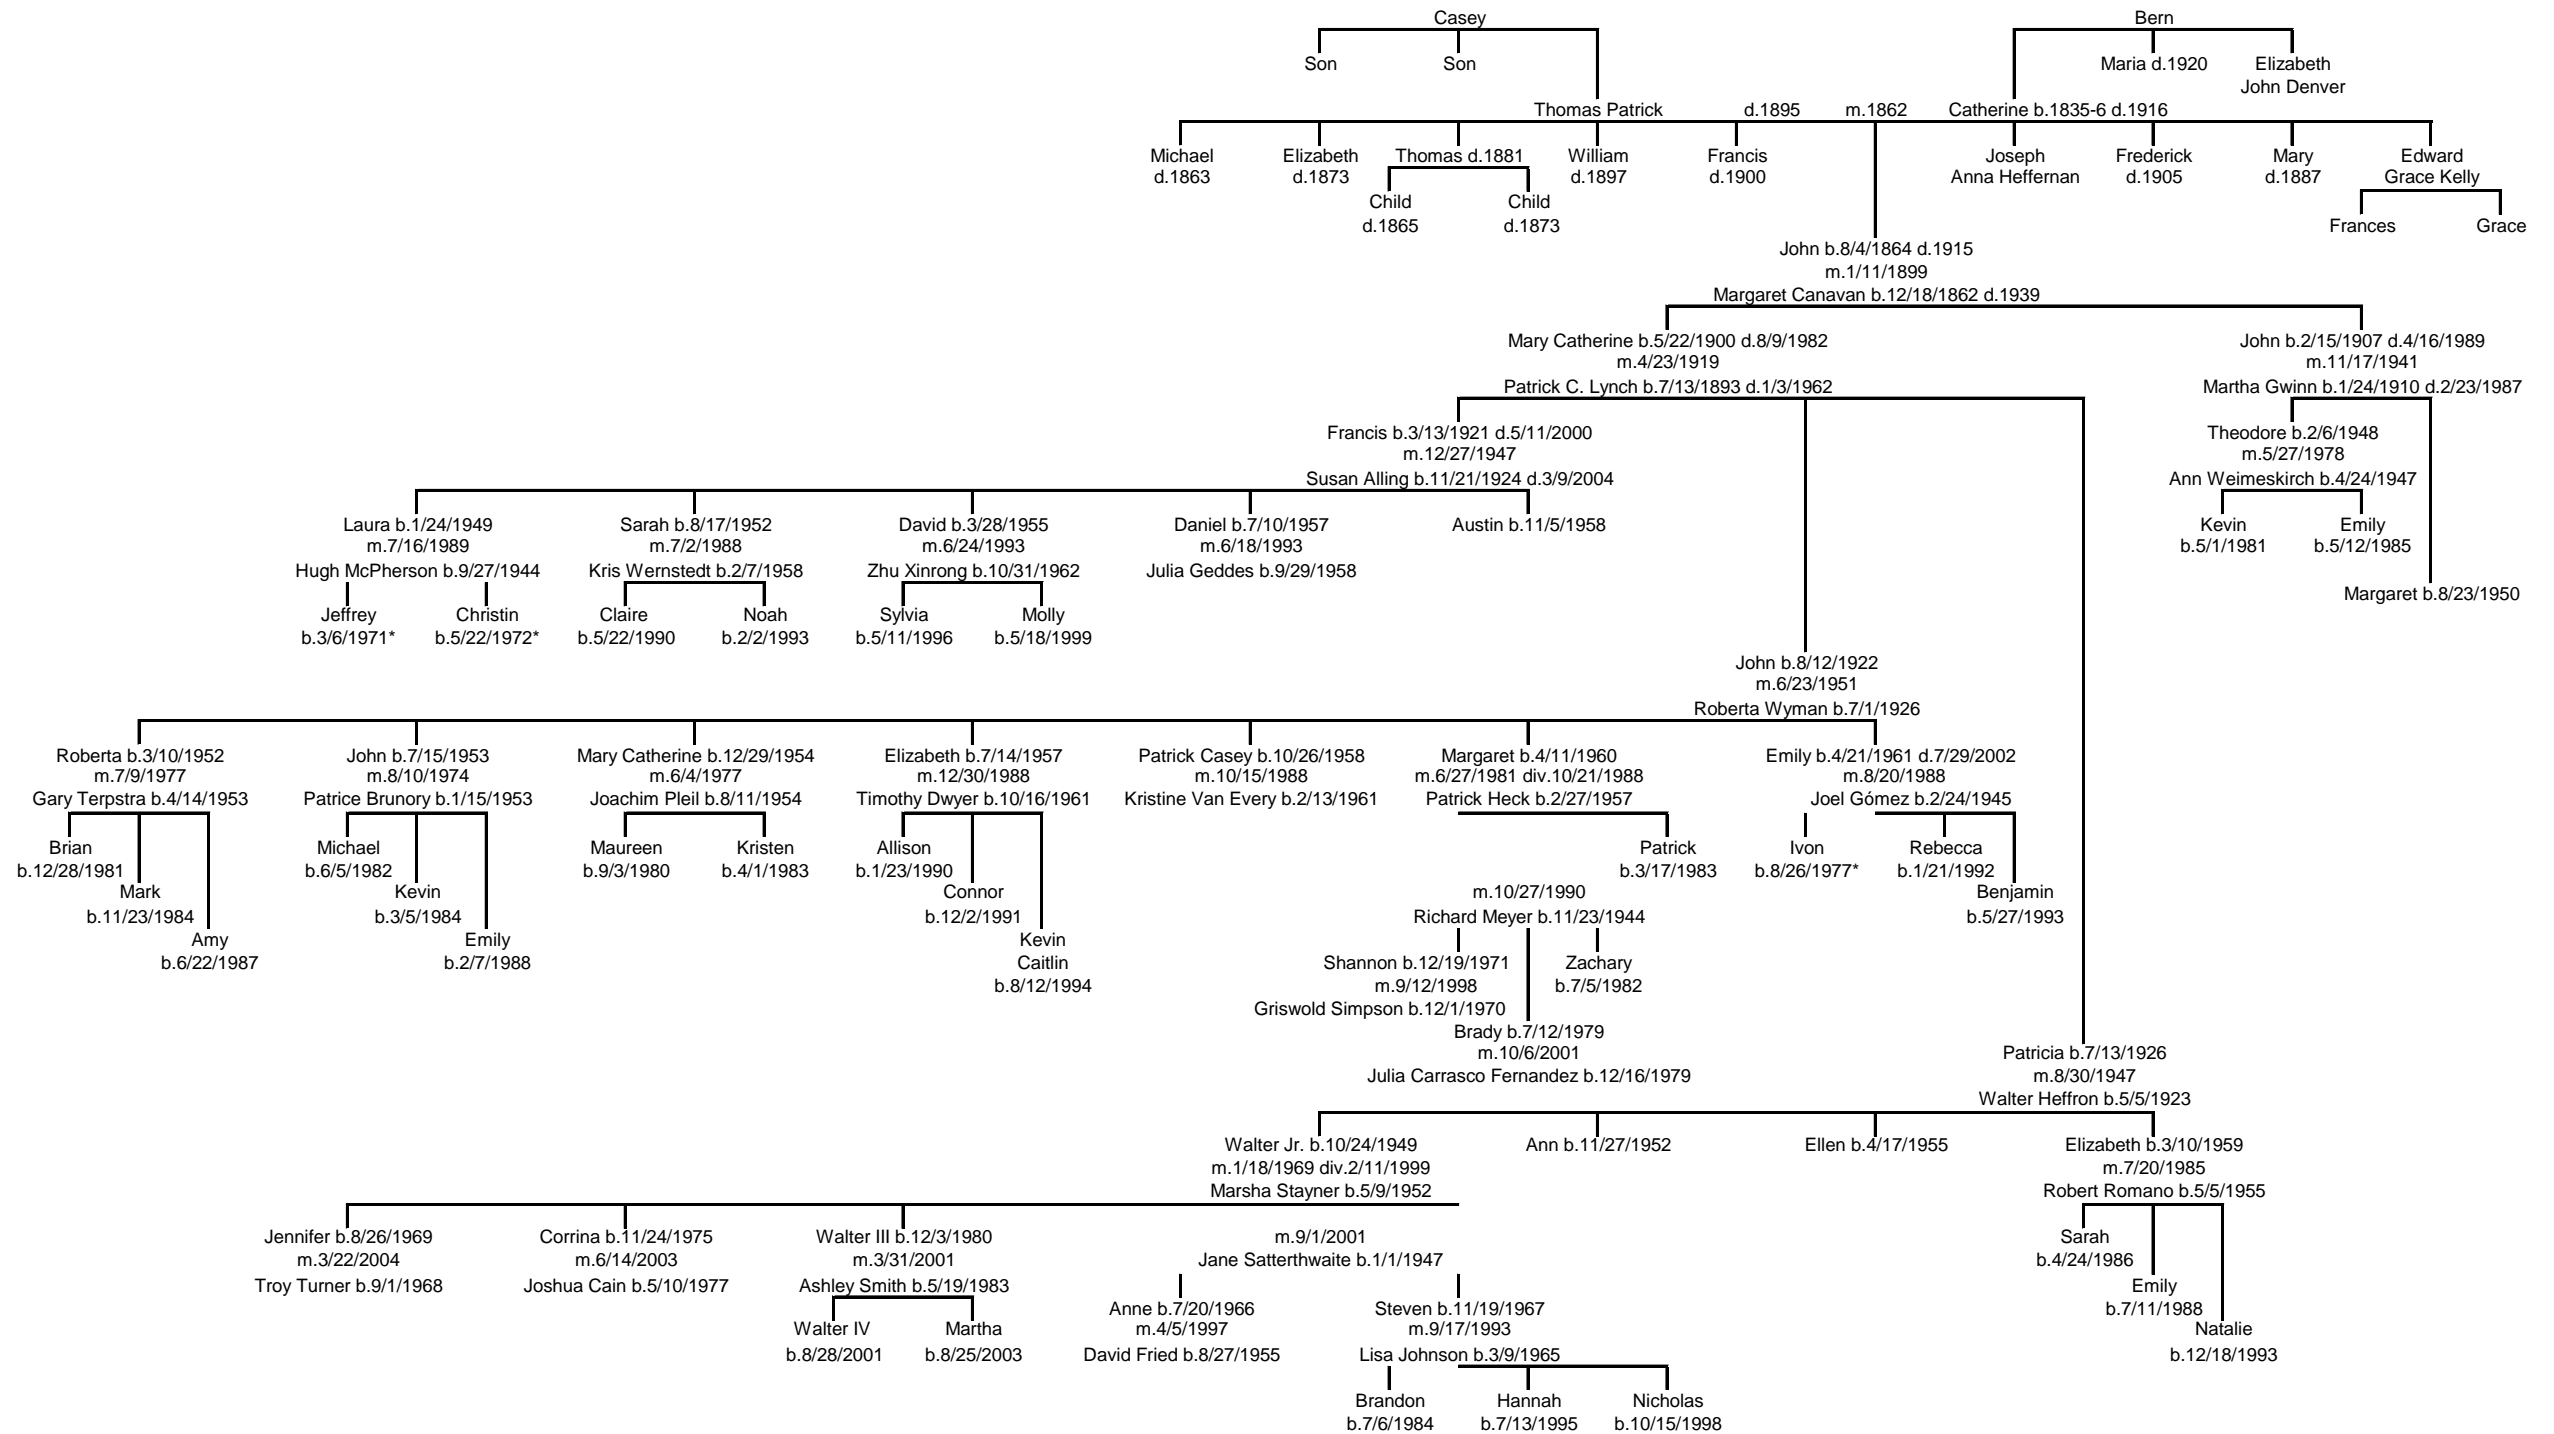 Casey
Bern
Son
Son
Maria d.1920
Elizabeth
John Denver
Thomas Patrick d.1895 m.1862 Catherine b.1835-6 d.1916
Michael
d.1863
Elizabeth
d.1873
Thomas d.1881
William
d.1897
Francis
d.1900
Joseph
Anna Heffernan
Frederick
d.1905
Mary
d.1887
Edward
Grace Kelly
Child
d.1865
Child
d.1873
Frances
Grace
John b.8/4/1864 d.1915
m.1/11/1899
Margaret Canavan b.12/18/1862 d.1939
Mary Catherine b.5/22/1900 d.8/9/1982
m.4/23/1919
Patrick C. Lynch b.7/13/1893 d.1/3/1962
John b.2/15/1907 d.4/16/1989
m.11/17/1941
Martha Gwinn b.1/24/1910 d.2/23/1987
Francis b.3/13/1921 d.5/11/2000
m.12/27/1947
Susan Alling b.11/21/1924 d.3/9/2004
Theodore b.2/6/1948
m.5/27/1978
Ann Weimeskirch b.4/24/1947
Laura b.1/24/1949
m.7/16/1989
Hugh McPherson b.9/27/1944
Sarah b.8/17/1952
m.7/2/1988
Kris Wernstedt b.2/7/1958
David b.3/28/1955
m.6/24/1993
Zhu Xinrong b.10/31/1962
Daniel b.7/10/1957
m.6/18/1993
Julia Geddes b.9/29/1958
Austin b.11/5/1958
Kevin
b.5/1/1981
Emily
b.5/12/1985
Margaret b.8/23/1950
Jeffrey
b.3/6/1971*
Christin
b.5/22/1972*
Claire
b.5/22/1990
Noah
b.2/2/1993
Sylvia
b.5/11/1996
Molly
b.5/18/1999
John b.8/12/1922
m.6/23/1951
Roberta Wyman b.7/1/1926
Roberta b.3/10/1952
m.7/9/1977
Gary Terpstra b.4/14/1953
John b.7/15/1953
m.8/10/1974
Patrice Brunory b.1/15/1953
Mary Catherine b.12/29/1954
m.6/4/1977
Joachim Pleil b.8/11/1954
Elizabeth b.7/14/1957
m.12/30/1988
Timothy Dwyer b.10/16/1961
Patrick Casey b.10/26/1958
m.10/15/1988
Kristine Van Every b.2/13/1961
Margaret b.4/11/1960
m.6/27/1981 div.10/21/1988
Patrick Heck b.2/27/1957
Emily b.4/21/1961 d.7/29/2002
m.8/20/1988
Joel Gómez b.2/24/1945
Brian
b.12/28/1981
Mark
b.11/23/1984
Amy
b.6/22/1987
Michael
b.6/5/1982
Kevin
b.3/5/1984
Emily
b.2/7/1988
Maureen
b.9/3/1980
Kristen
b.4/1/1983
Allison
b.1/23/1990
Connor
b.12/2/1991
Kevin
Caitlin
b.8/12/1994
Patrick
b.3/17/1983
Ivon
b.8/26/1977*
Rebecca
b.1/21/1992
Benjamin
b.5/27/1993
m.10/27/1990
Richard Meyer b.11/23/1944
Shannon b.12/19/1971
m.9/12/1998
Griswold Simpson b.12/1/1970
Zachary
b.7/5/1982
Brady b.7/12/1979
m.10/6/2001
Julia Carrasco Fernandez b.12/16/1979
Patricia b.7/13/1926
m.8/30/1947
Walter Heffron b.5/5/1923
Walter Jr. b.10/24/1949
m.1/18/1969 div.2/11/1999
Marsha Stayner b.5/9/1952
Ann b.11/27/1952
Ellen b.4/17/1955
Elizabeth b.3/10/1959
m.7/20/1985
Robert Romano b.5/5/1955
Jennifer b.8/26/1969
m.3/22/2004
Troy Turner b.9/1/1968
Corrina b.11/24/1975
m.6/14/2003
Joshua Cain b.5/10/1977
Walter III b.12/3/1980
m.3/31/2001
Ashley Smith b.5/19/1983
m.9/1/2001
Jane Satterthwaite b.1/1/1947
Sarah
b.4/24/1986
Emily
b.7/11/1988
Natalie
b.12/18/1993
Walter IV
b.8/28/2001
Martha
b.8/25/2003
Anne b.7/20/1966
m.4/5/1997
David Fried b.8/27/1955
Steven b.11/19/1967
m.9/17/1993
Lisa Johnson b.3/9/1965
Brandon
b.7/6/1984
Hannah
b.7/13/1995
Nicholas
b.10/15/1998